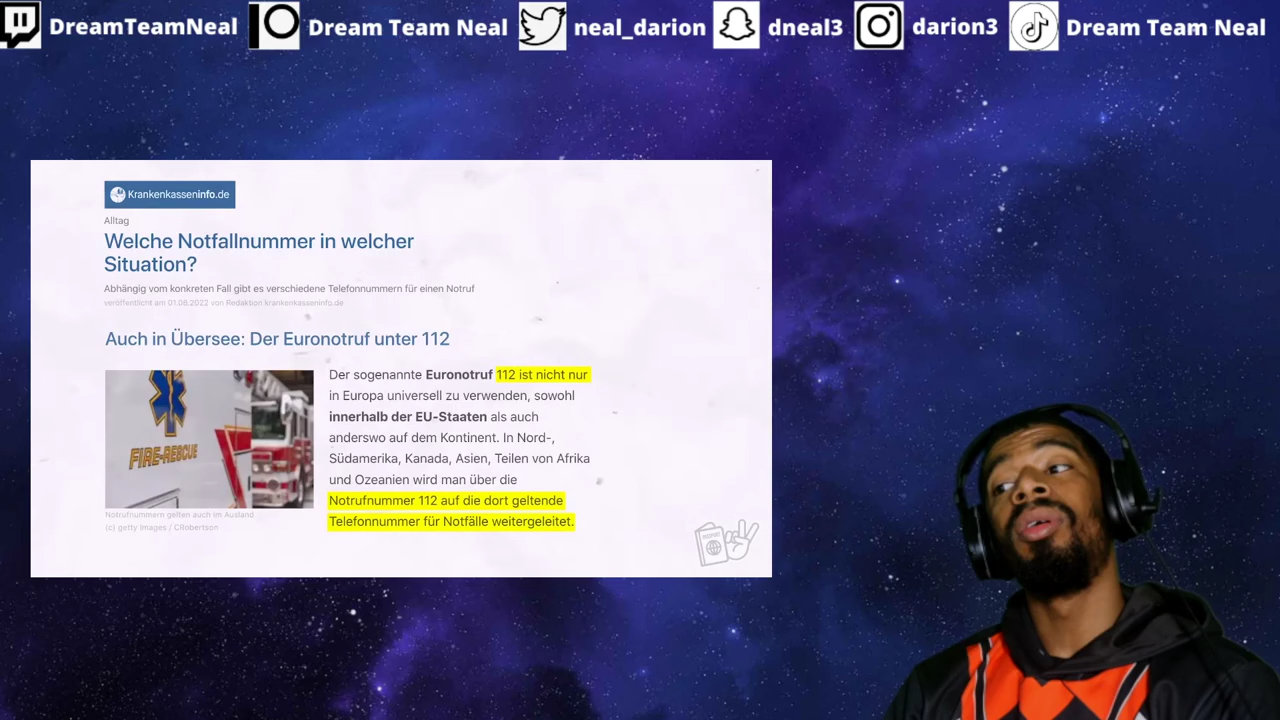 DreamTeamNeal
Dream Team Neal
neal_darion
dneal3
darion3
Dream Team Neal
Krankenkasseninfo.de
Alltag
Welche Notfallnummer in welcher
Situation?
Abhängig vom konkreten Fall gibt es verschiedene Telefonnummern für einen Notruf
veröffentlicht am 01.08.2022 von Redaktion krankenkasseninfo.de
Auch in Übersee: Der Euronotruf unter 112
Der sogenannte Euronotruf 112 ist nicht nur
in Europa universell zu verwenden, sowohl
innerhalb der EU-Staaten als auch
anderswo auf dem Kontinent. In Nord-,
Südamerika, Kanada, Asien, Teilen von Afrika
und Ozeanien wird man über die
Notrufnummer 112 auf die dort geltende
Telefonnummer für Notfälle weitergeleitet.
FIRE-RESCUE
Notrufnummern gelten auch im Ausland
(c) getty Images / CRobertson
PASSPORT